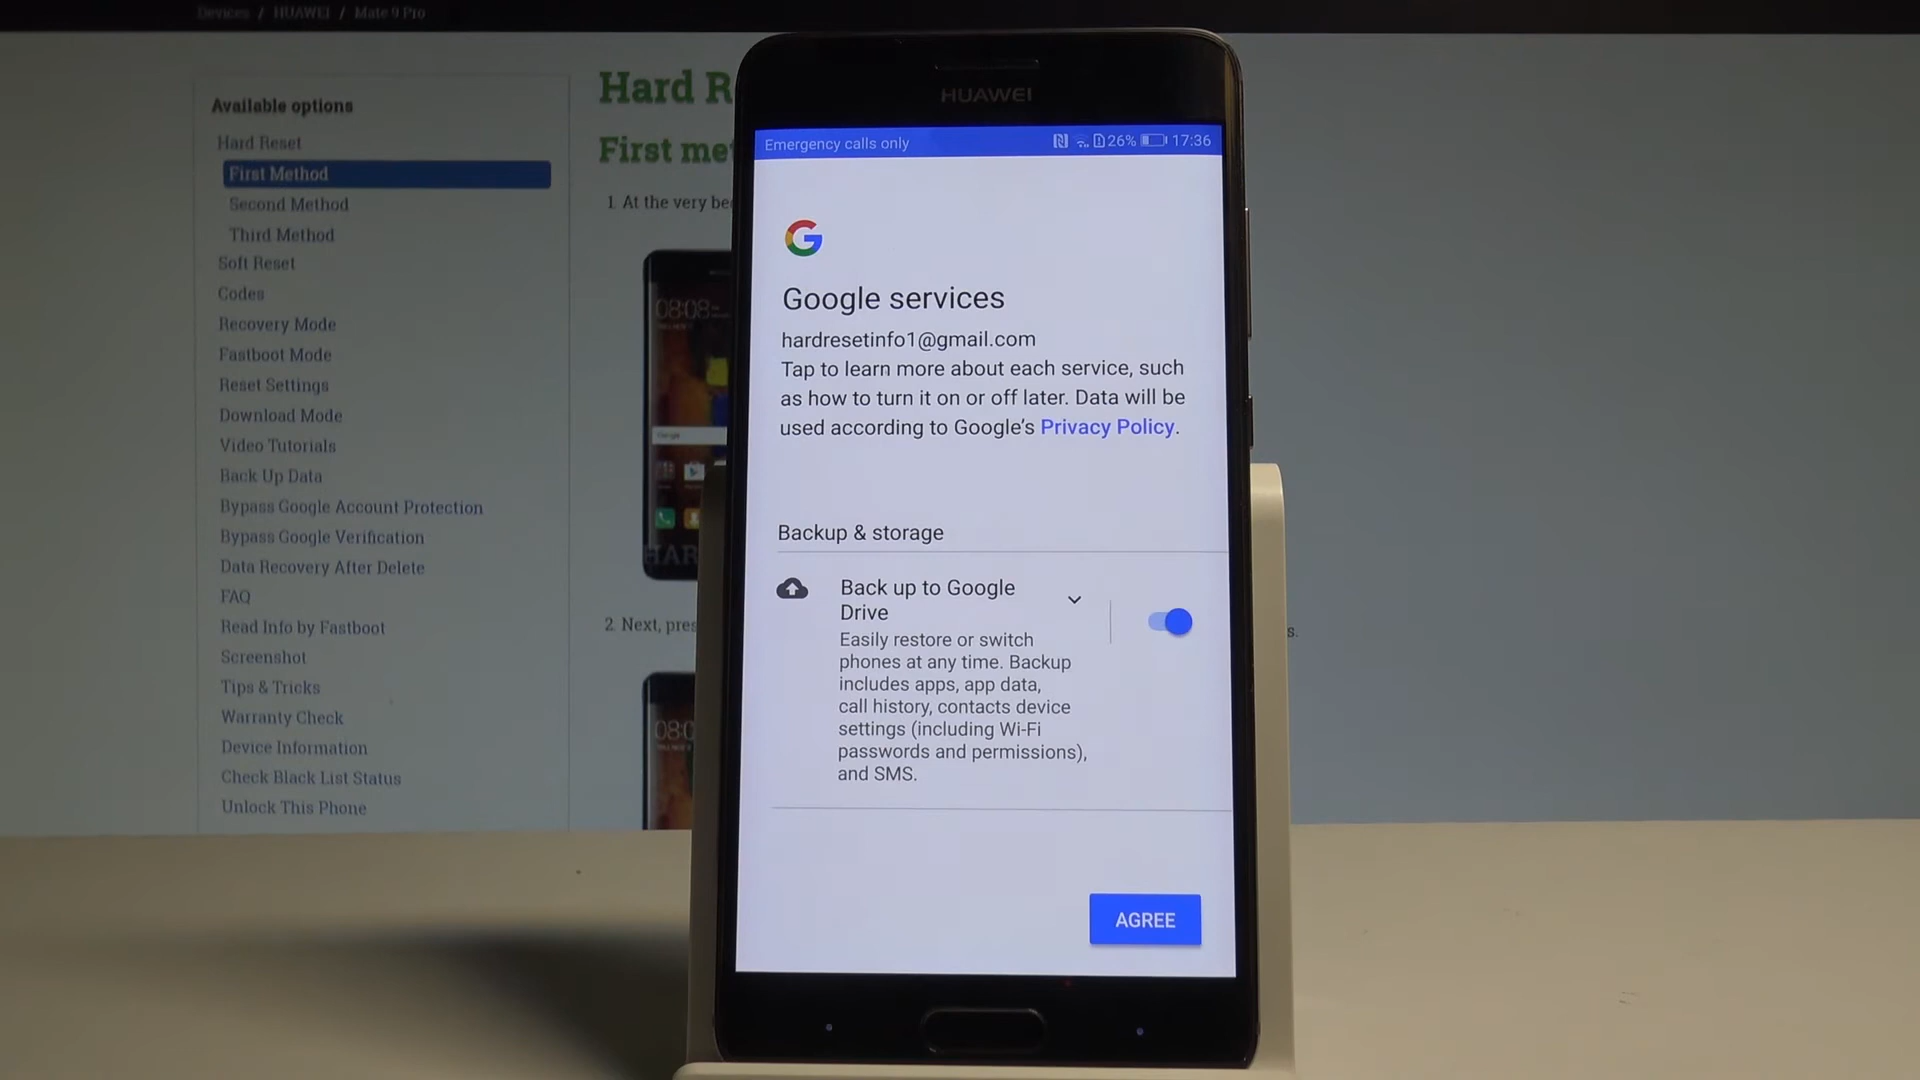 Devices / HUAWEI / Mate 9 Pro
Available options
Hard Reset
First Method
Second Method
Third Method
Soft Reset
Codes
Recovery Mode
Fastboot Mode
Reset Settings
Download Mode
Video Tutorials
Back Up Data
Bypass Google Account Protection
Bypass Google Verification
Data Recovery After Delete
FAQ
Read Info by Fastboot
Screenshot
Tips & Tricks
Warranty Check
Device Information
Check Black List Status
Unlock This Phone
Hard R
First me
1. At the very be
08:08
Google
HAR
2. Next, pres
s.
08:0
HUAWEI
Emergency calls only
26% 17:36
Google services
hardresetinfo1@gmail.com
Tap to learn more about each service, such
as how to turn it on or off later. Data will be
used according to Google's Privacy Policy.
Backup & storage
Back up to Google
Drive
Easily restore or switch
phones at any time. Backup
includes apps, app data,
call history, contacts device
settings (including Wi-Fi
passwords and permissions),
and SMS.
AGREE